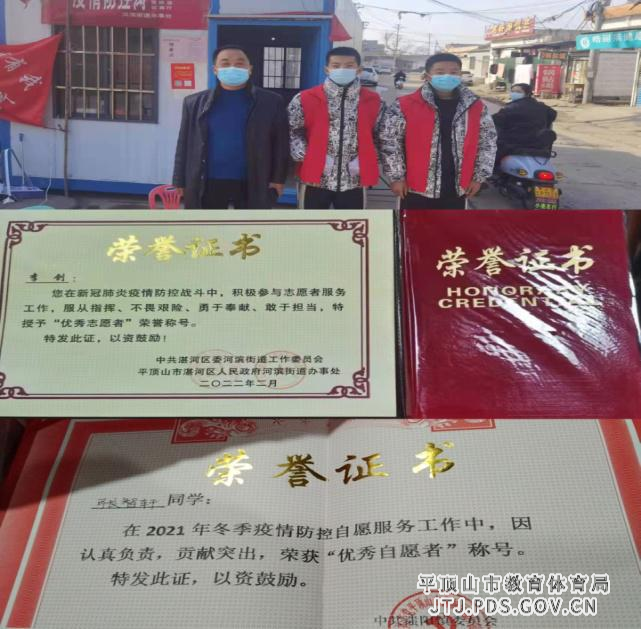 疫情防控岗
荣誉证书
李剑：
您在新冠肺炎疫情防控战斗中，积极参与志愿者服务
工作，服从指挥、不畏艰险、勇于奉献、敢于担当，特
授予“优秀志愿者”荣誉称号。
特发此证，以资鼓励！
中共湛河区委河滨街道工作委员会
平顶山市湛河区人民政府河滨街道办事处
二〇二二年二月
荣誉证书
HONORARY
CREDENTIAL
荣誉证书
同学：
在2021年冬季疫情防控自愿服务工作中，因
认真负责，贡献突出，荣获“优秀自愿者”称号。
特发此证，以资鼓励。
平顶山市教育体育局
JTJ.PDS.GOV.CN